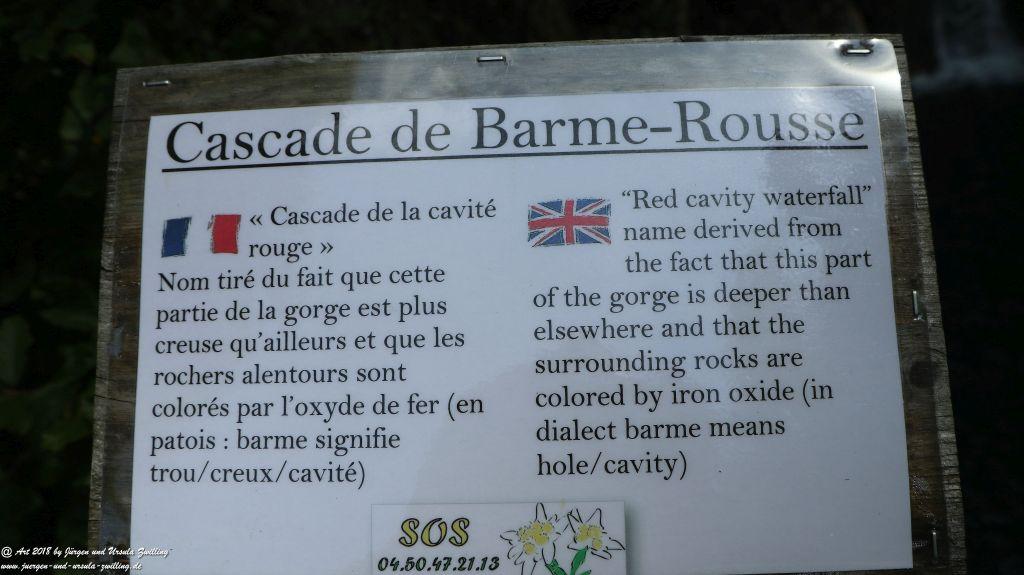 Cascade de Barme-Rousse
« Cascade de la cavité
rouge »
Nom tiré du fait que cette
partie de la gorge est plus
creuse qu'ailleurs et que les
rochers alentours sont
colorés par l'oxyde de fer (en
patois : barme signifie
trou/creux/cavité)
“Red cavity waterfall”
name derived from
the fact that this part
of the gorge is deeper than
elsewhere and that the
surrounding rocks are
colored by iron oxide (in
dialect barme means
hole/cavity)
SOS
04.50.47.21.13
@ Art 2018 by Jürgen und Ursula Zwilling
www.juergen-und-ursula-zwilling.de